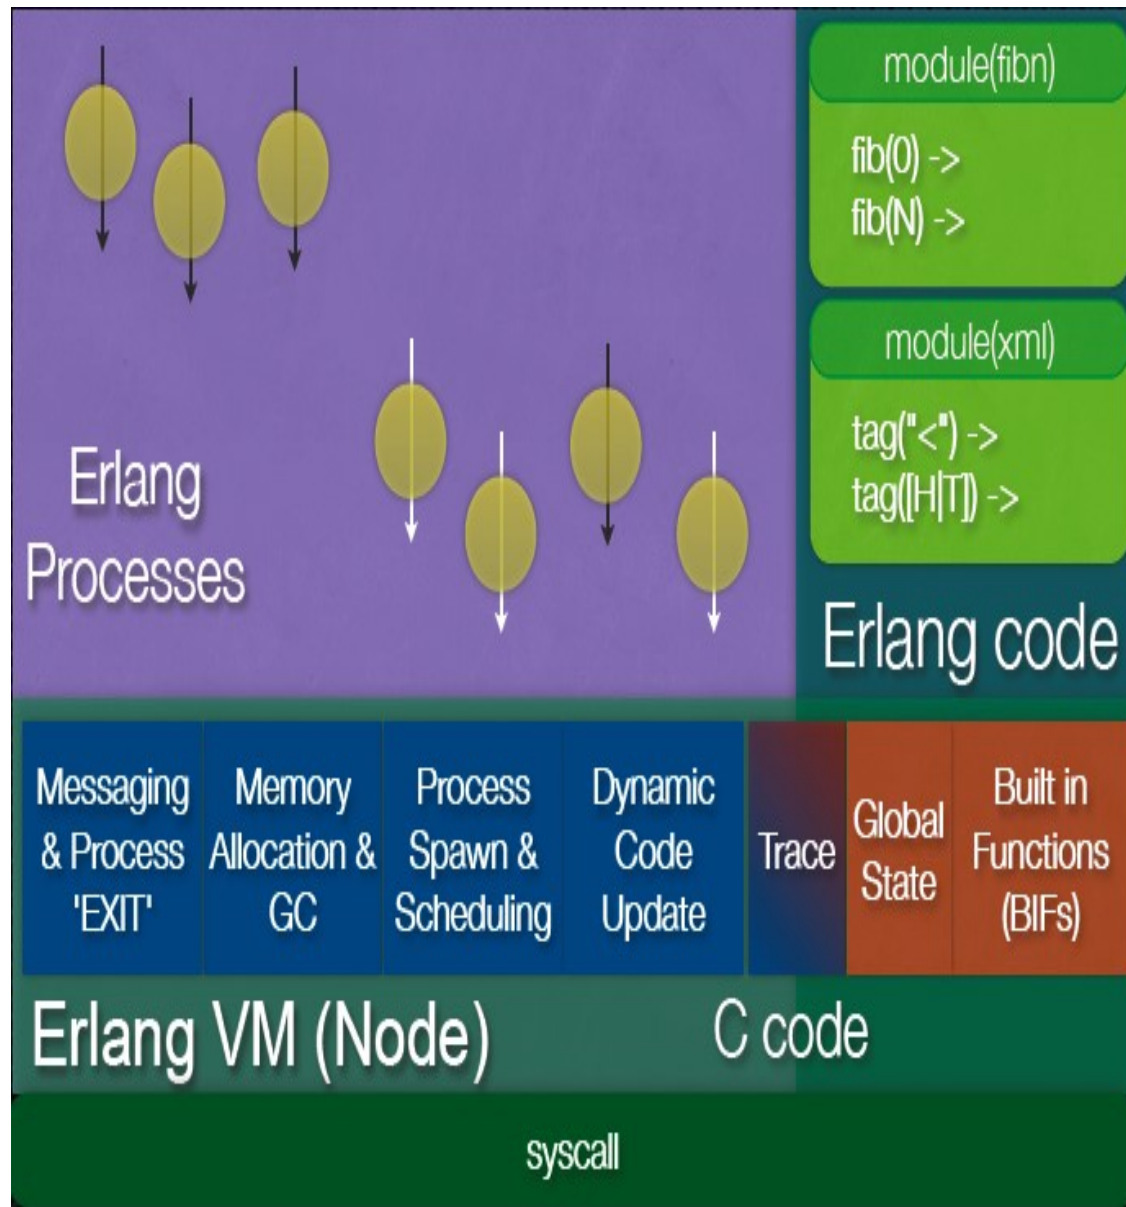 module(fibn)
fib(0) ->
fib(N) ->
module(xml)
tag("<") ->
tag([H|T]) ->
Erlang
Processes
Erlang code
Messaging
& Process
'EXIT'
Memory
Allocation &
GC
Process
Spawn &
Scheduling
Dynamic
Code
Update
Trace
Global
State
Built in
Functions
(BIFs)
Erlang VM (Node)
C code
syscall